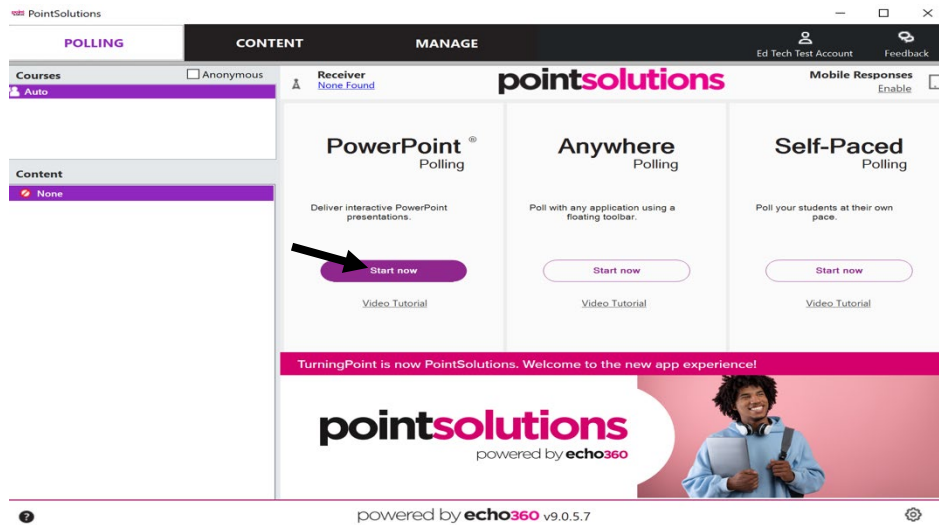 PointSolutions
POLLING
CONTENT
MANAGE
Ed Tech Test Account
Feedback
Courses
Anonymous
Auto
Content
None
Receiver
None Found
pointsolutions
Mobile Responses
Enable
PowerPoint ®
Polling
Deliver interactive PowerPoint
presentations.
Start now
Video Tutorial
Anywhere
Polling
Poll with any application using a
floating toolbar.
Start now
Video Tutorial
Self-Paced
Polling
Poll your students at their own
pace.
Start now
Video Tutorial
TurningPoint is now PointSolutions. Welcome to the new app experience!
pointsolutions
powered by echo360
powered by echo360 v9.0.5.7